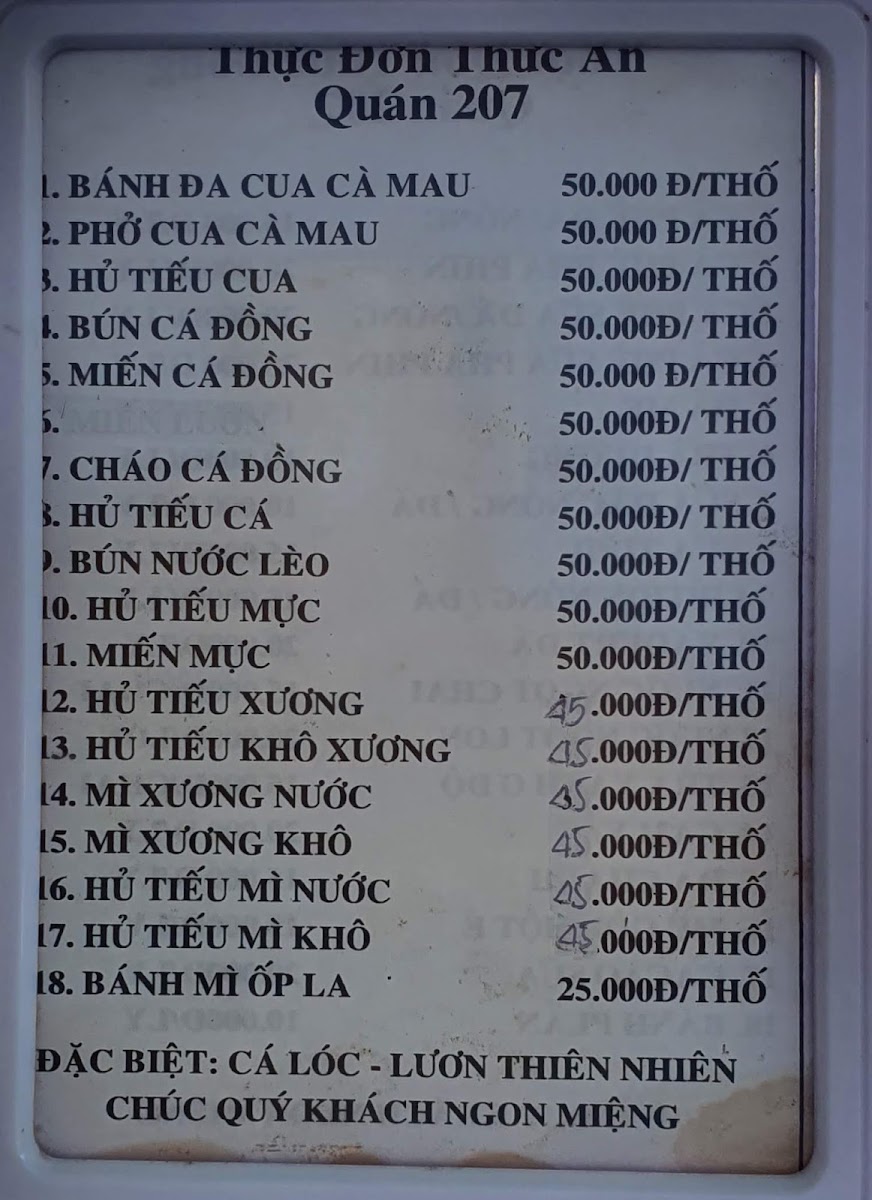 Thực Đơn Thức Ăn
Quán 207
1. BÁNH ĐA CUA CÀ MAU 50.000 Đ/THỐ
2. PHỞ CUA CÀ MAU 50.000 Đ/THỐ
3. HỦ TIẾU CUA 50.000Đ/ THỐ
4. BÚN CÁ ĐỒNG 50.000Đ/ THỐ
5. MIẾN CÁ ĐỒNG 50.000 Đ/THỐ
6. 50.000Đ/ THỐ
7. CHÁO CÁ ĐỒNG 50.000Đ/ THỐ
8. HỦ TIẾU CÁ 50.000Đ/ THỐ
9. BÚN NƯỚC LÈO 50.000Đ/ THỐ
10. HỦ TIẾU MỰC 50.000Đ/THỐ
11. MIẾN MỰC 50.000Đ/THỐ
12. HỦ TIẾU XƯƠNG 45.000Đ/THỐ
13. HỦ TIẾU KHÔ XƯƠNG 45.000Đ/THỐ
14. MÌ XƯƠNG NƯỚC 45.000Đ/THỐ
15. MÌ XƯƠNG KHÔ 45.000Đ/THỐ
16. HỦ TIẾU MÌ NƯỚC 45.000Đ/THỐ
17. HỦ TIẾU MÌ KHÔ 45.000Đ/THỐ
18. BÁNH MÌ ỐP LA 25.000Đ/THỐ
ĐẶC BIỆT: CÁ LÓC - LƯƠN THIÊN NHIÊN
CHÚC QUÝ KHÁCH NGON MIỆNG